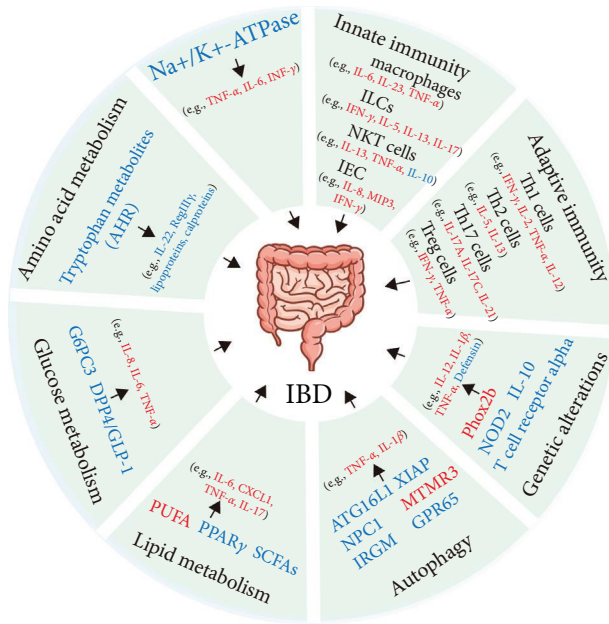 Na+/K+-ATPase
(e.g., TNF-α, IL-6, INF-γ)
Innate immunity
macrophages
(e.g., IL-6, IL-23, TNF-α)
ILCs
(e.g., IFN-γ, IL-5, IL-13, IL-17)
NKT cells
(e.g., IL-13, TNF-α, IL-10)
IEC
(e.g., IL-8, MIP3,
IFN-γ)
Adaptive immunity
Th1 cells
(e.g., IFN-γ, IL-2, TNF-α, IL-12)
Th2 cells
(e.g., IL-5, IL-13)
Th17 cells
(e.g., IL-17A, IL-17C, IL-21)
Treg cells
(e.g., IFN-γ, TNF-α)
(e.g., IL-12, IL-1β,
TNF-α, Defensin)
Phox2b
NOD2 IL-10
T cell receptor alpha
Genetic alterations
(e.g., TNF-α, IL-1β)
ATG16L1 XIAP
NPC1 MTMR3
IRGM GPR65
Autophagy
(e.g., IL-6, CXCL1,
TNF-α, IL-17)
PUFA PPARγ SCFAs
Lipid metabolism
(e.g., IL-8, IL-6,
TNF-α)
G6PC3 DPP4/GLP-1
Glucose metabolism
Amino acid metabolism
Tryptophan metabolites
(AHR)
(e.g., IL-22, RegIIIγ,
lipoproteins, calproteins)
IBD